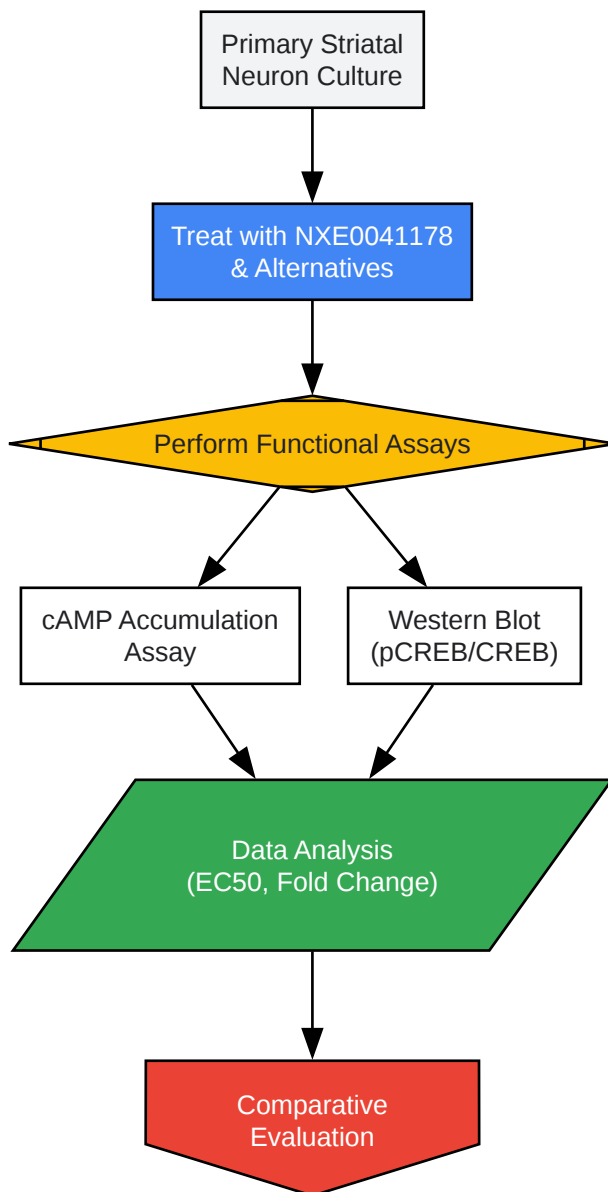 Primary Striatal
Neuron Culture
Treat with NXE0041178
& Alternatives
Perform Functional Assays
cAMP Accumulation
Assay
Western Blot
(pCREB/CREB)
Data Analysis
(EC50, Fold Change)
Comparative
Evaluation